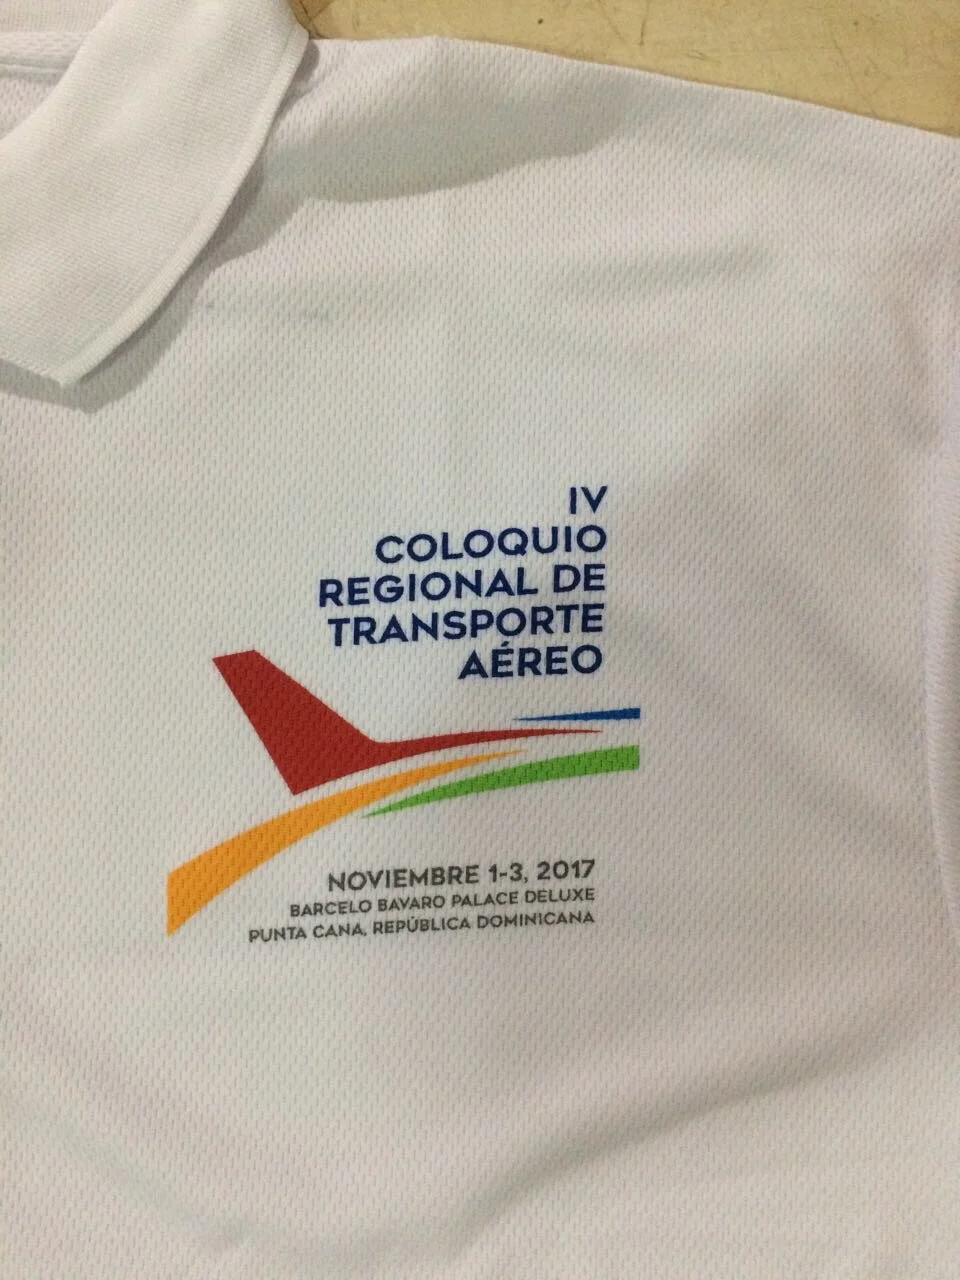 IV
COLOQUIO
REGIONAL DE
TRANSPORTE
AÉREO
NOVIEMBRE 1-3, 2017
BARCELO BAVARO PALACE DELUXE
PUNTA CANA, REPÚBLICA DOMINICANA